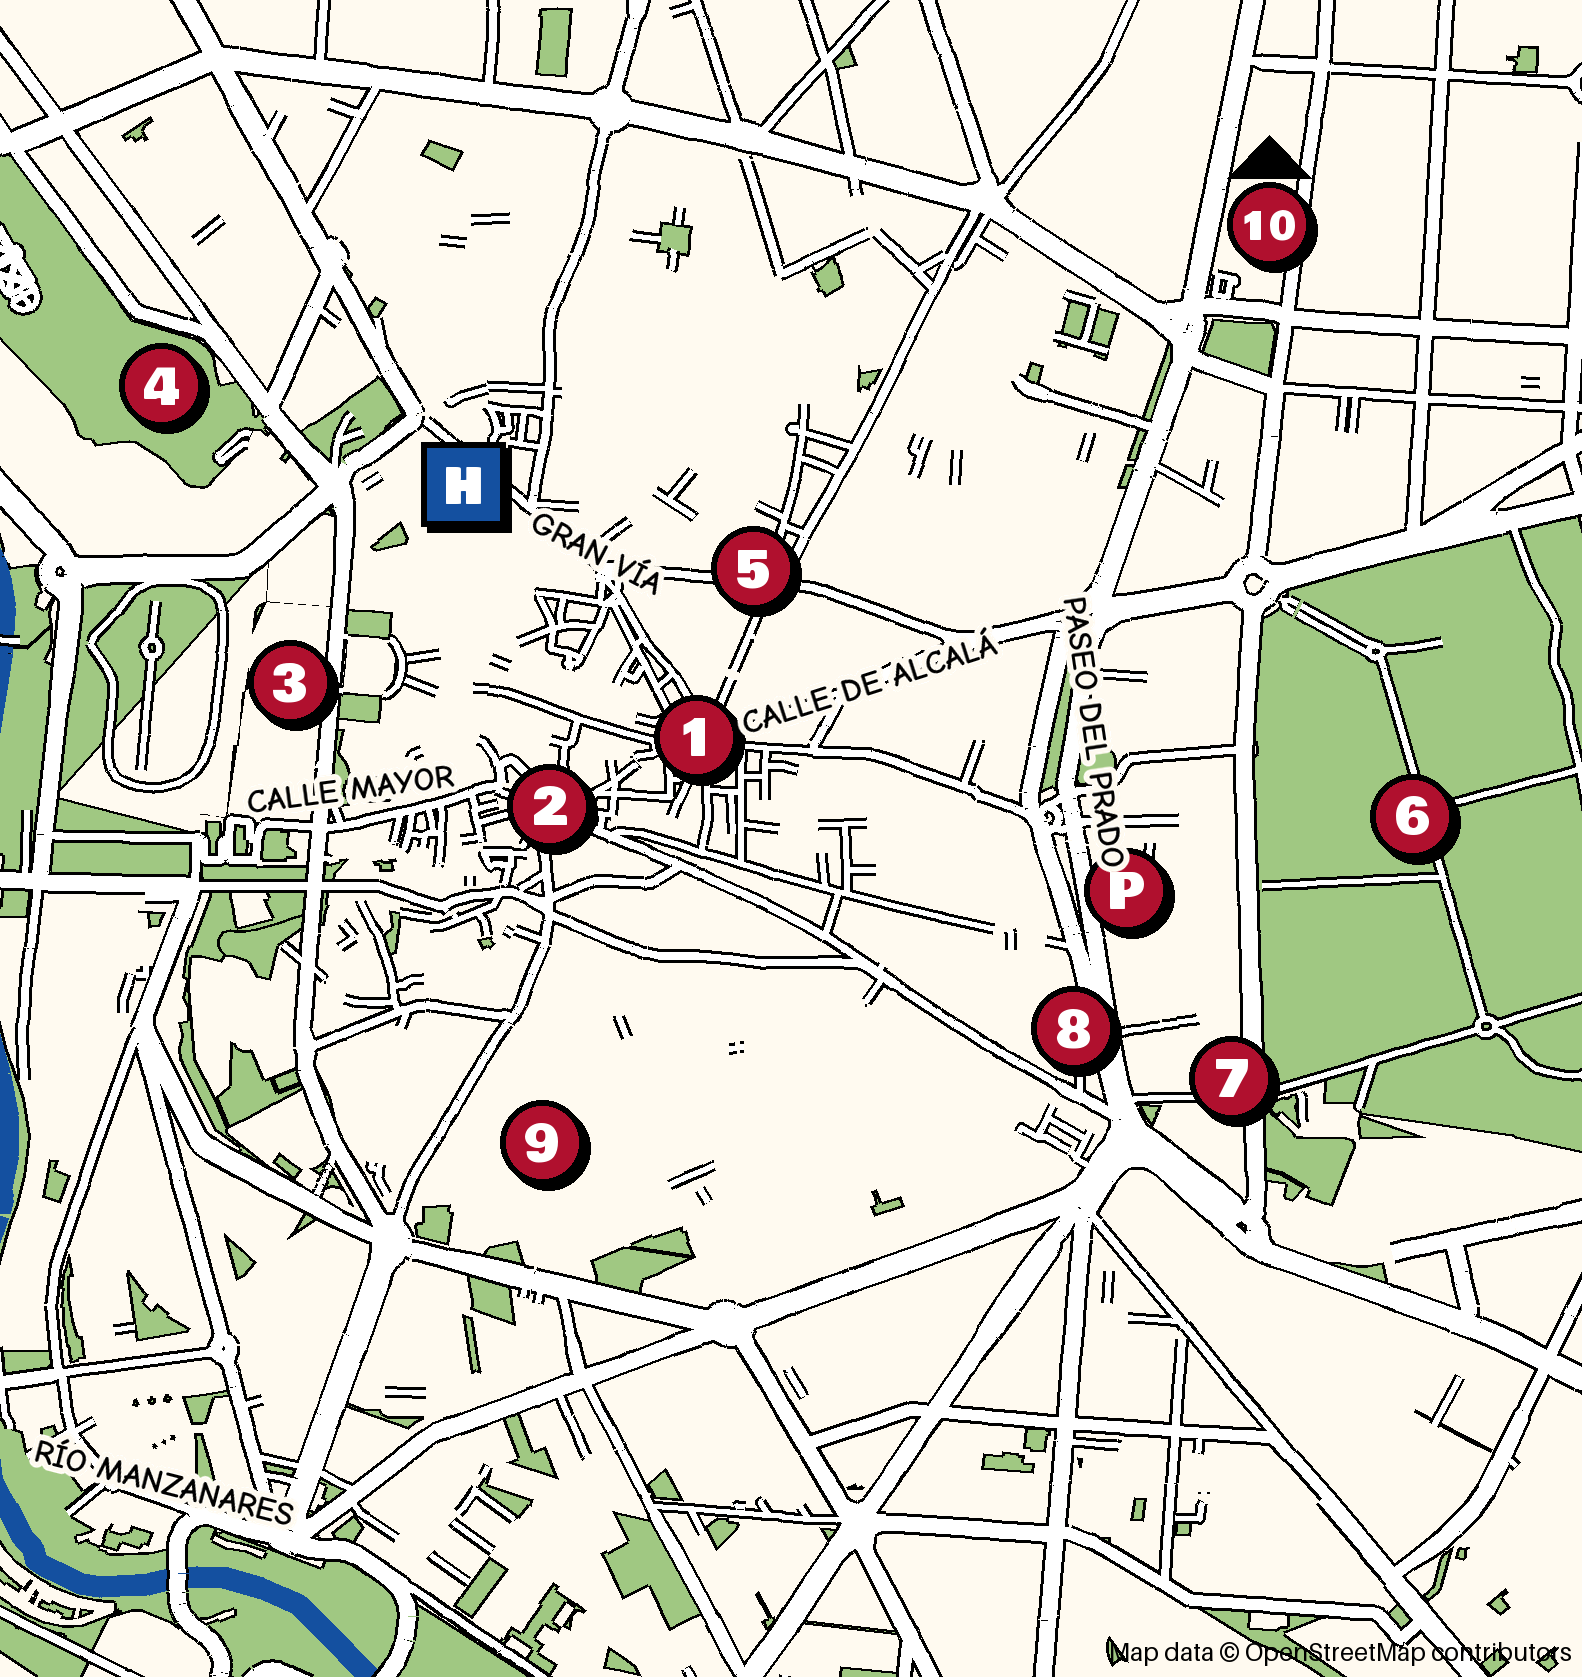 10
4
H
GRAN VÍA
5
3
1
CALLE DE ALCALÁ
PASEO DEL PRADO
CALLE MAYOR
2
6
P
8
7
9
RÍO MANZANARES
Map data © OpenStreetMap contributors